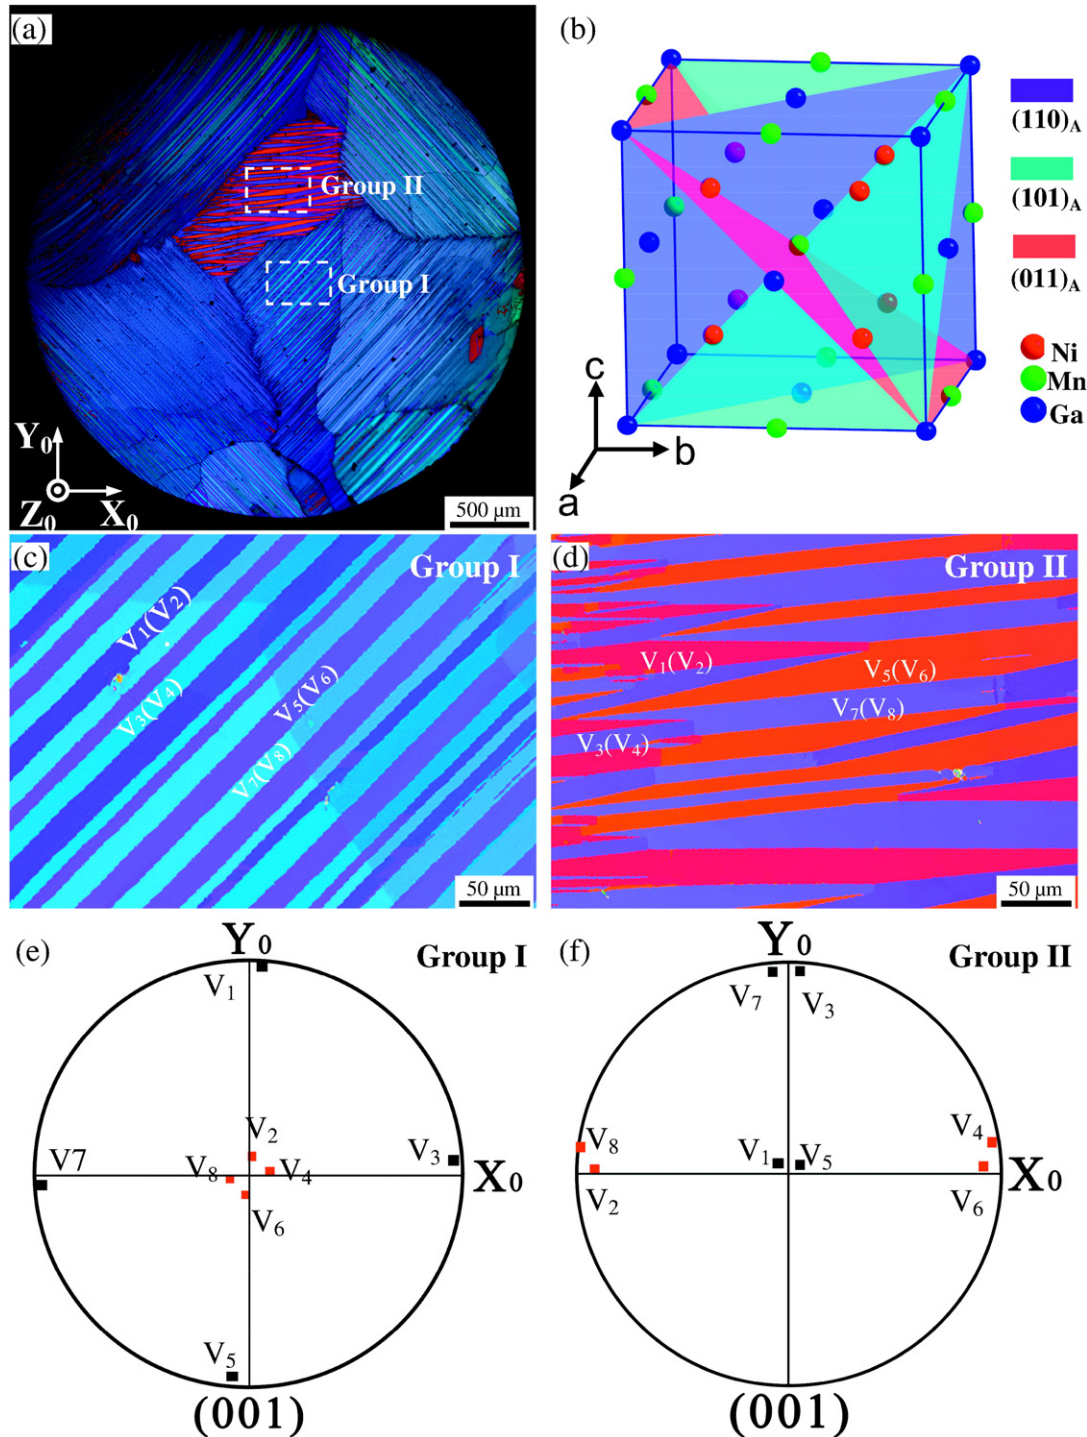 (a)
Group II
Group I
Y₀
Z₀ X₀
500 μm
(b)
(110)A
(101)A
(011)A
Ni
Mn
Ga
c
b
a
(c)
Group I
V₁(V₂)
V₃(V₄)
V₅(V₆)
V₇(V₈)
50 μm
(d)
Group II
V₁(V₂)
V₅(V₆)
V₇(V₈)
V₃(V₄)
50 μm
(e)
Y₀
Group I
V₁
V₂
V7
V₈
V₄
V₃
X₀
V₆
V₅
(001)
(f)
Y₀
Group II
V₇
V₃
V₈
V₄
V₁
V₅
X₀
V₂
V₆
(001)